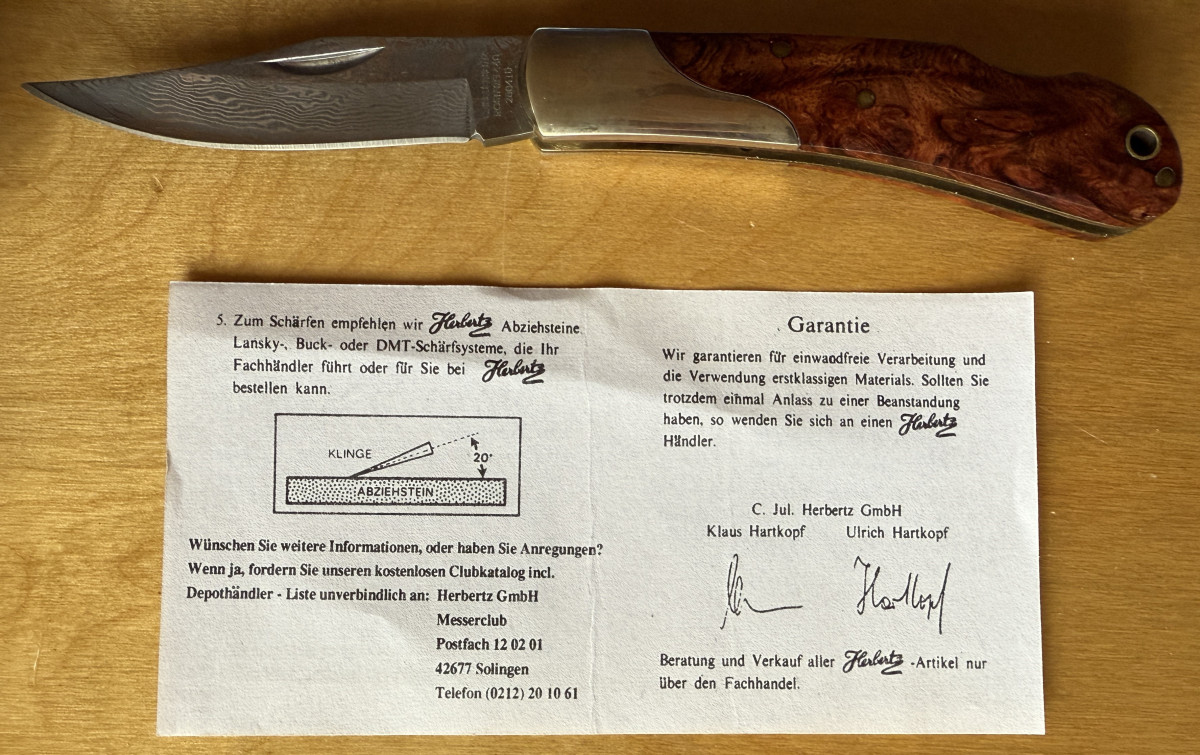 200410
5. Zum Schärfen empfehlen wir Herbertz Abziehsteine,
Lansky-, Buck- oder DMT-Schärfsysteme, die Ihr
Fachhändler führt oder für Sie bei Herbertz
bestellen kann.
KLINGE
20°
ABZIEHSTEIN
Wünschen Sie weitere Informationen, oder haben Sie Anregungen?
Wenn ja, fordern Sie unseren kostenlosen Clubkatalog incl.
Depothändler - Liste unverbindlich an: Herbertz GmbH
Messerclub
Postfach 12 02 01
42677 Solingen
Telefon (0212) 20 10 61
Garantie
Wir garantieren für einwandfreie Verarbeitung und
die Verwendung erstklassigen Materials. Sollten Sie
trotzdem einmal Anlass zu einer Beanstandung
haben, so wenden Sie sich an einen Herbertz
Händler.
C. Jul. Herbertz GmbH
Klaus Hartkopf Ulrich Hartkopf
Hartkopf
Beratung und Verkauf aller Herbertz -Artikel nur
über den Fachhandel.